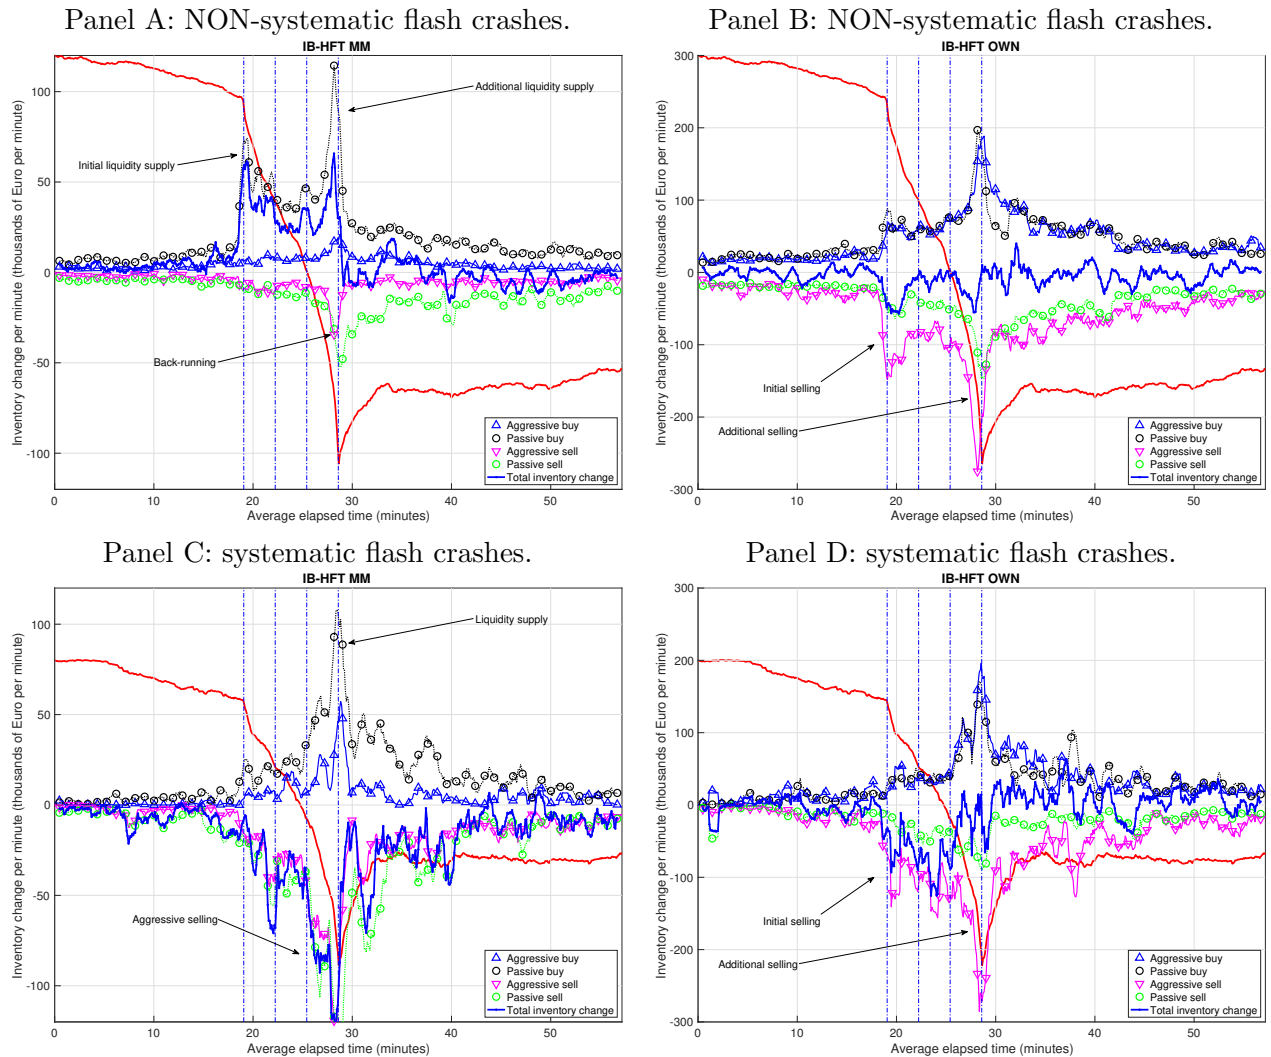 Panel A: NON-systematic flash crashes.
IB-HFT MM
Inventory change per minute (thousands of Euro per minute)
100
50
0
-50
-100
0
10
20
30
40
50
Average elapsed time (minutes)
Initial liquidity supply
Additional liquidity supply
Back-running
Aggressive buy
Passive buy
Aggressive sell
Passive sell
Total inventory change
Panel B: NON-systematic flash crashes.
IB-HFT OWN
Inventory change per minute (thousands of Euro per minute)
300
200
100
0
-100
-200
-300
0
10
20
30
40
50
Average elapsed time (minutes)
Initial selling
Additional selling
Aggressive buy
Passive buy
Aggressive sell
Passive sell
Total inventory change
Panel C: systematic flash crashes.
IB-HFT MM
Inventory change per minute (thousands of Euro per minute)
100
50
0
-50
-100
0
10
20
30
40
50
Average elapsed time (minutes)
Liquidity supply
Aggressive selling
Aggressive buy
Passive buy
Aggressive sell
Passive sell
Total inventory change
Panel D: systematic flash crashes.
IB-HFT OWN
Inventory change per minute (thousands of Euro per minute)
300
200
100
0
-100
-200
-300
0
10
20
30
40
50
Average elapsed time (minutes)
Initial selling
Additional selling
Aggressive buy
Passive buy
Aggressive sell
Passive sell
Total inventory change